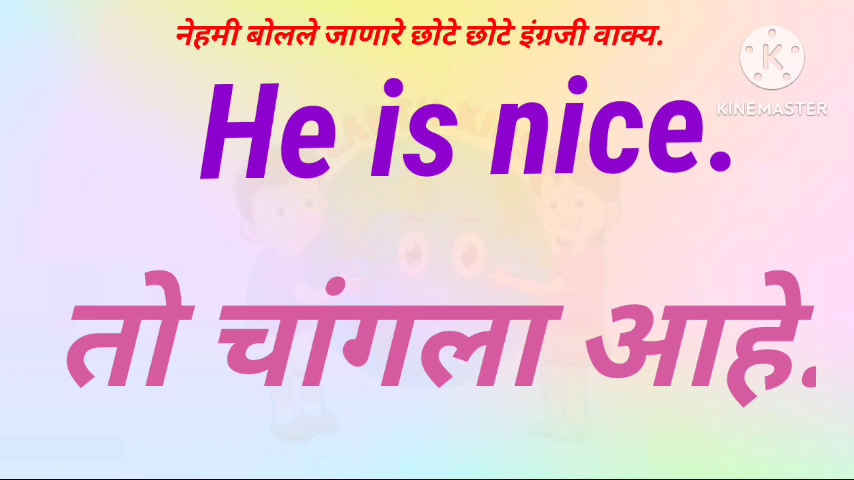 नेहमी बोलले जाणारे छोटे छोटे इंग्रजी वाक्य.
He is nice.
KINEMASTER
तो चांगला आहे.